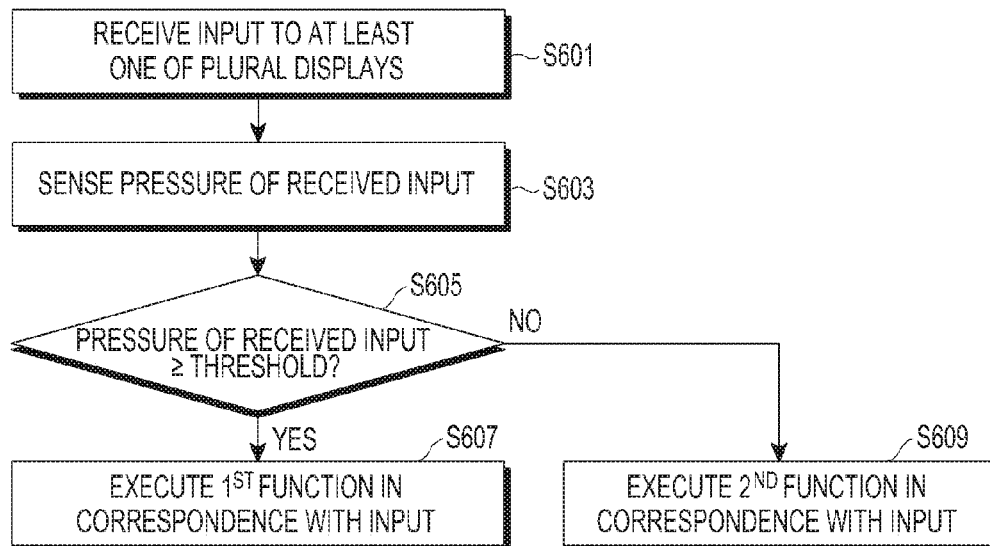 RECEIVE INPUT TO AT LEAST
ONE OF PLURAL DISPLAYS
S601
SENSE PRESSURE OF RECEIVED INPUT
S603
S605
PRESSURE OF RECEIVED INPUT
≥ THRESHOLD?
NO
YES
S607
EXECUTE 1ST FUNCTION IN
CORRESPONDENCE WITH INPUT
S609
EXECUTE 2ND FUNCTION IN
CORRESPONDENCE WITH INPUT